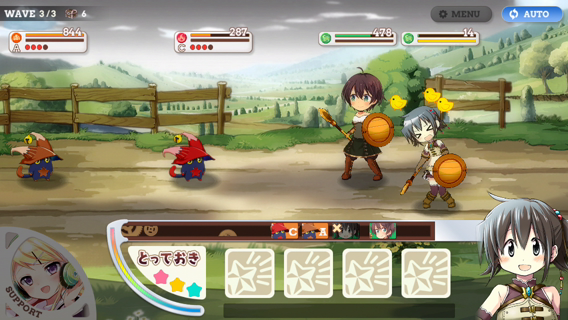 WAVE 3/3 6
MENU
AUTO
844
A
287
C
478
14
C
A
とっておき
SUPPORT